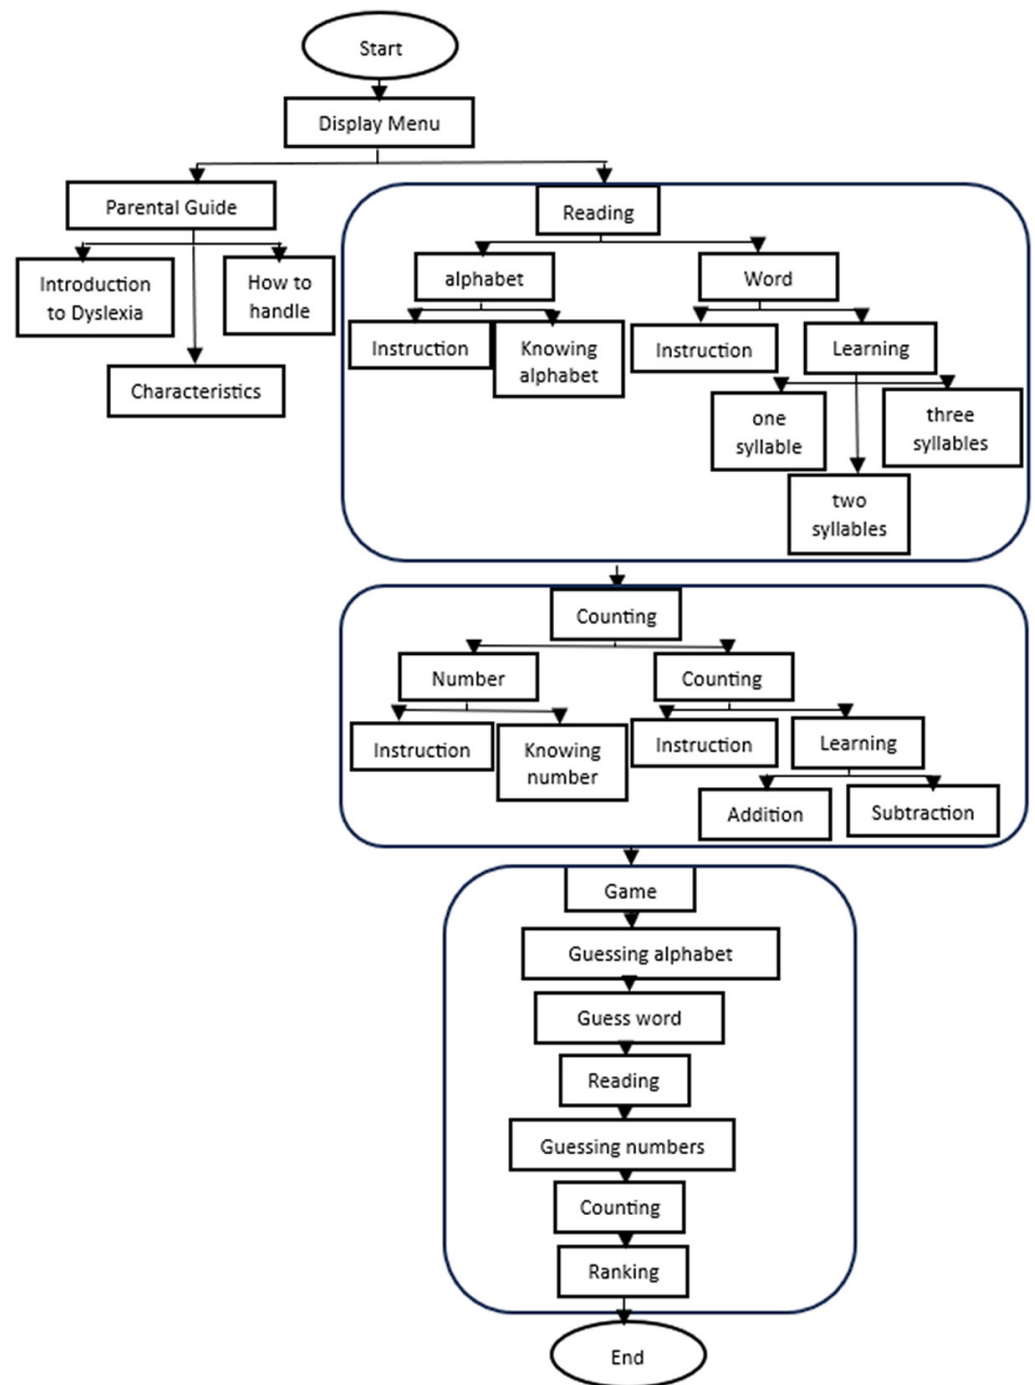 Start
Display Menu
Parental Guide
Introduction
to Dyslexia
How to
handle
Characteristics
Reading
alphabet
Word
Instruction
Knowing
alphabet
Instruction
Learning
one
syllable
three
syllables
two
syllables
Counting
Number
Counting
Instruction
Knowing
number
Instruction
Learning
Addition
Subtraction
Game
Guessing alphabet
Guess word
Reading
Guessing numbers
Counting
Ranking
End